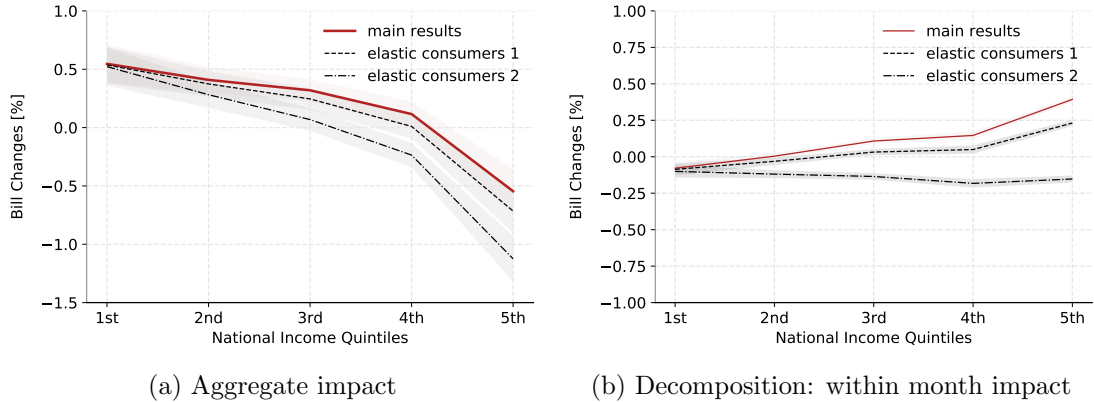 1.0
0.5
0.0
−0.5
−1.0
−1.5
Bill Changes [%]
main results
elastic consumers 1
elastic consumers 2
1st 2nd 3rd 4th 5th
National Income Quintiles
(a) Aggregate impact
1.00
0.75
0.50
0.25
0.00
−0.25
−0.50
−0.75
−1.00
Bill Changes [%]
main results
elastic consumers 1
elastic consumers 2
1st 2nd 3rd 4th 5th
National Income Quintiles
(b) Decomposition: within month impact